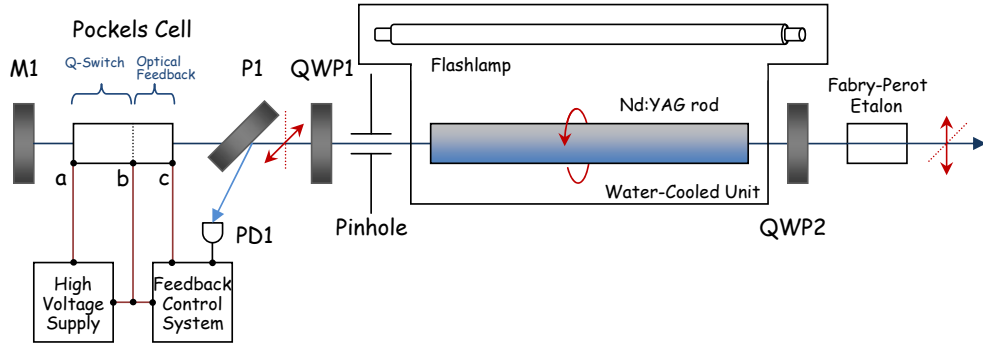 Pockels Cell
M1
Q-Switch
Optical
Feedback
P1
QWP1
Flashlamp
Nd:YAG rod
Fabry-Perot
Etalon
a
b
c
Water-Cooled Unit
Pinhole
QWP2
PD1
High
Voltage
Supply
Feedback
Control
System